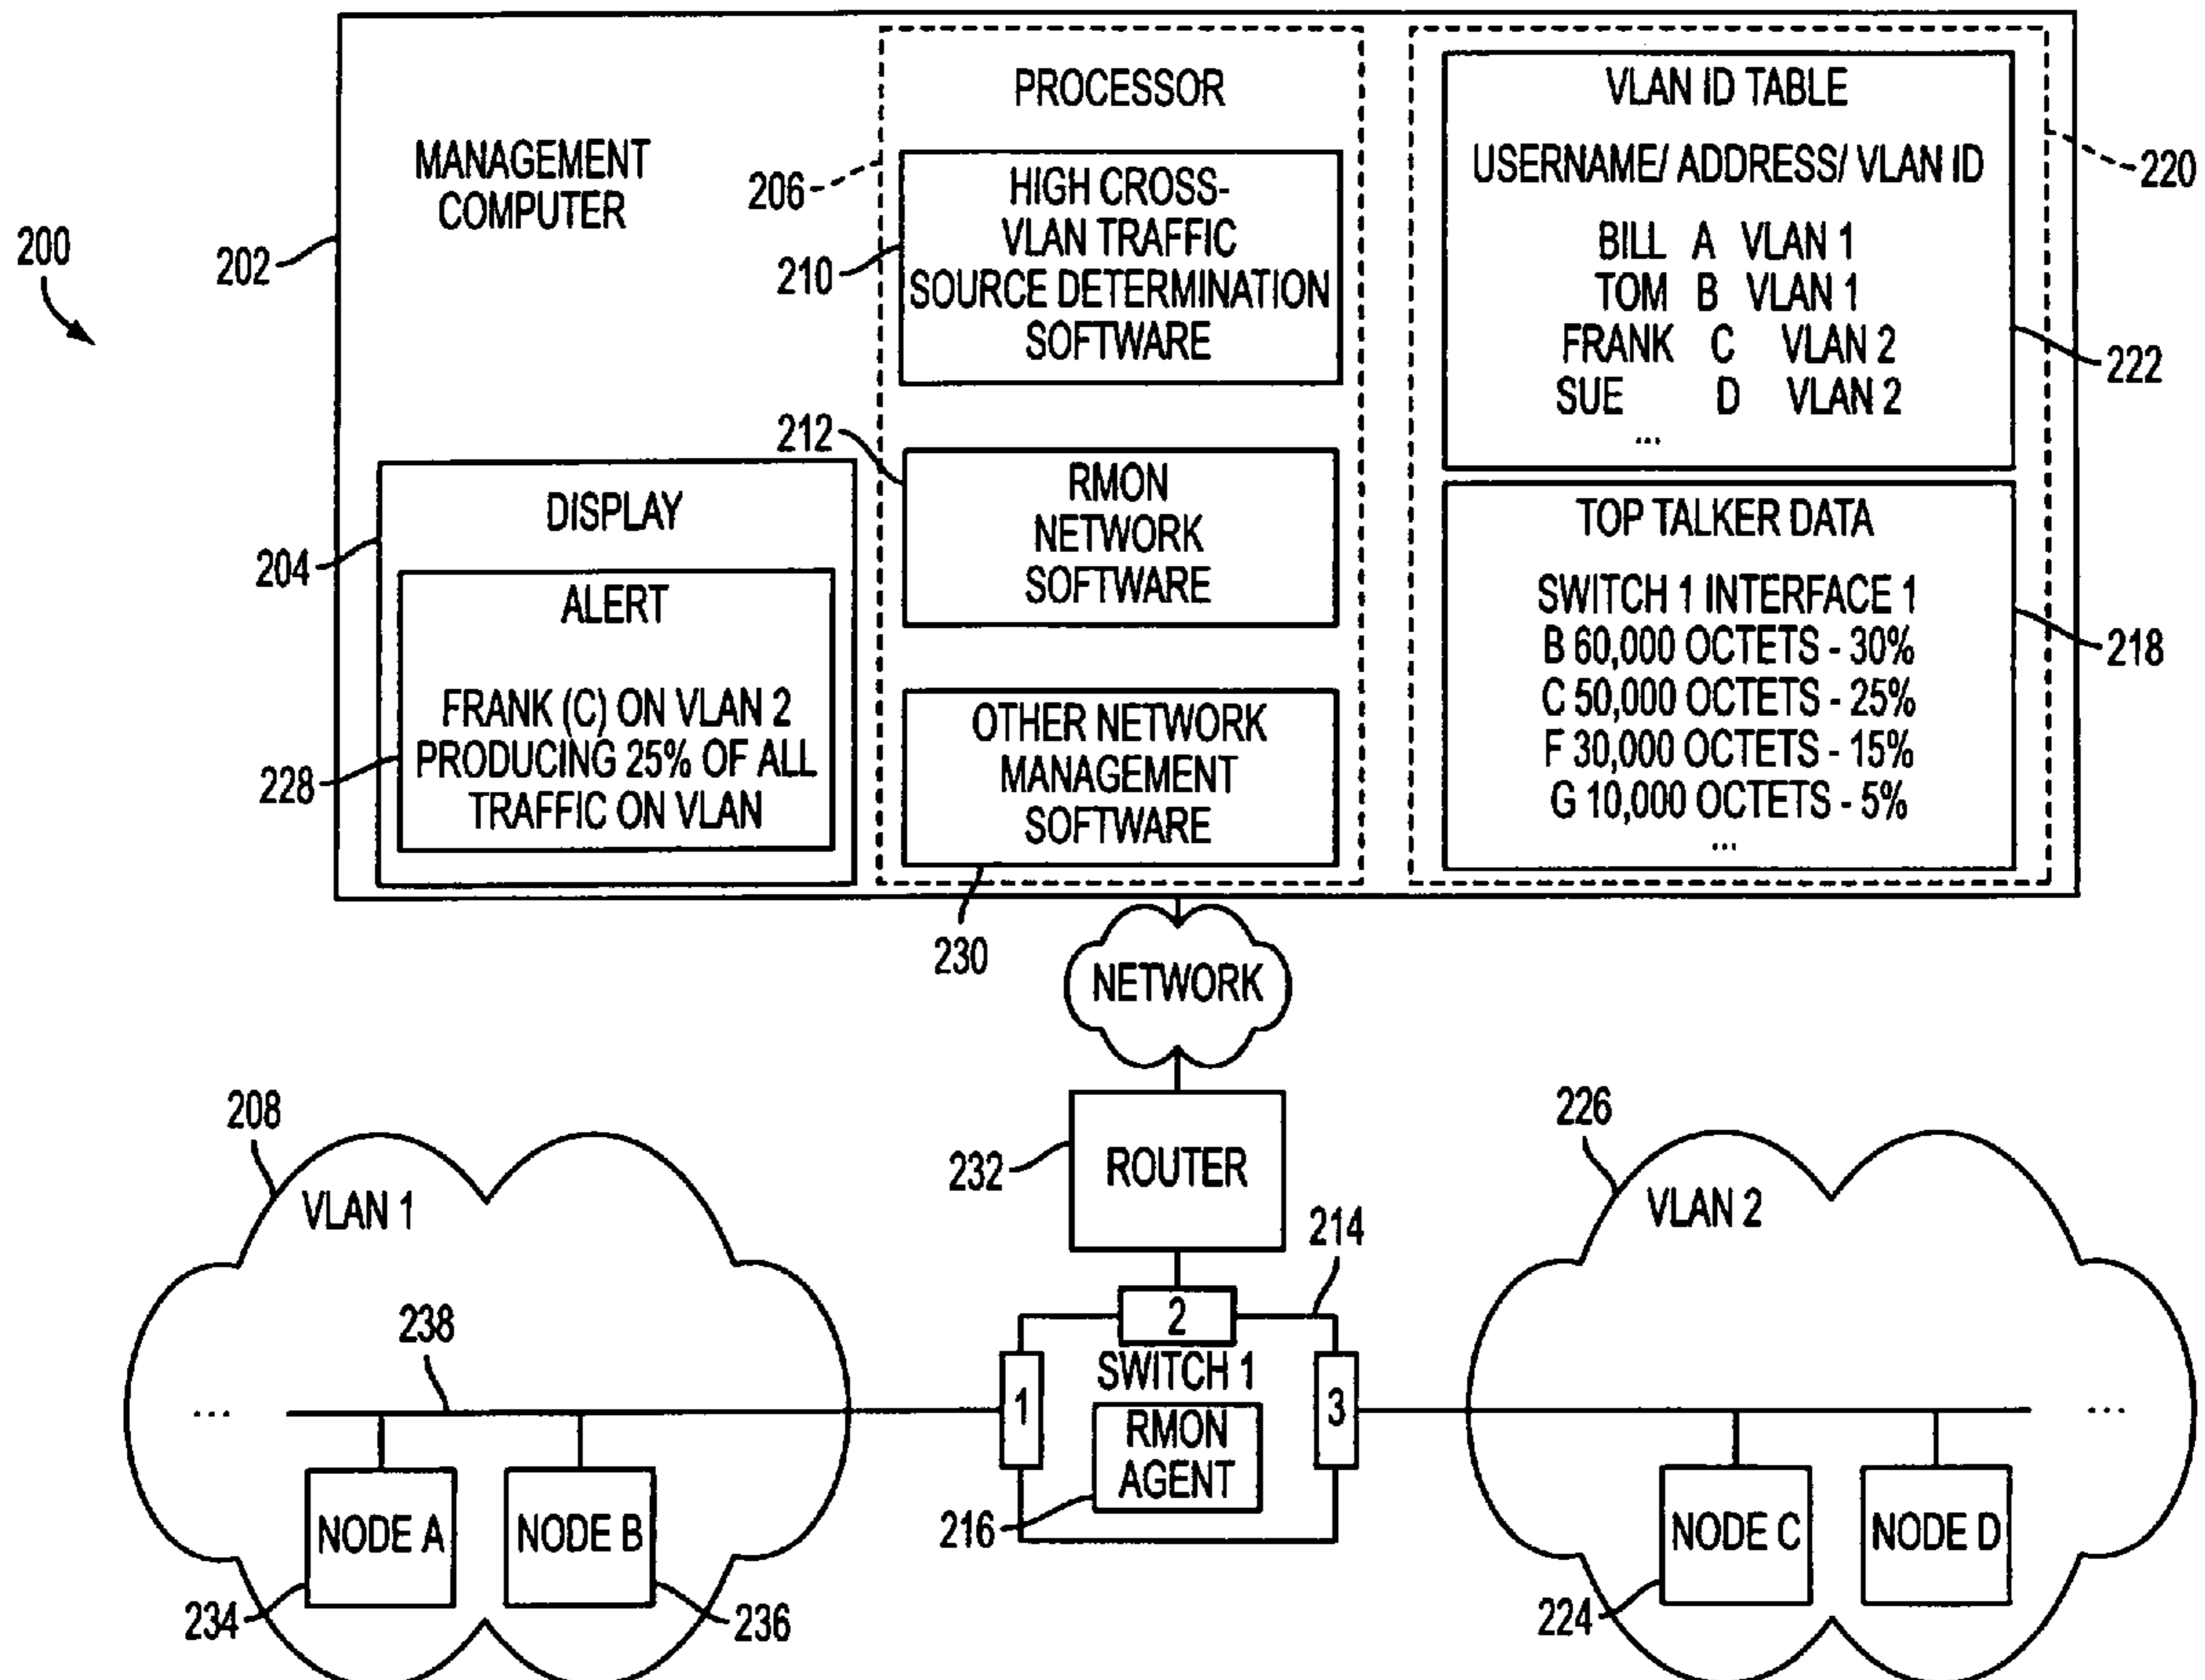 200
202
MANAGEMENT
COMPUTER
206
PROCESSOR
210
HIGH CROSS-
VLAN TRAFFIC
SOURCE DETERMINATION
SOFTWARE
212
RMON
NETWORK
SOFTWARE
OTHER NETWORK
MANAGEMENT
SOFTWARE
230
204
DISPLAY
ALERT
FRANK (C) ON VLAN 2
PRODUCING 25% OF ALL
TRAFFIC ON VLAN
228
220
VLAN ID TABLE
USERNAME/ ADDRESS/ VLAN ID
BILL A VLAN 1
TOM B VLAN 1
FRANK C VLAN 2
SUE D VLAN 2
...
222
TOP TALKER DATA
SWITCH 1 INTERFACE 1
B 60,000 OCTETS - 30%
C 50,000 OCTETS - 25%
F 30,000 OCTETS - 15%
G 10,000 OCTETS - 5%
...
218
NETWORK
232
ROUTER
214
208
VLAN 1
238
...
NODE A
NODE B
234
236
1
2
3
SWITCH 1
RMON
AGENT
216
226
VLAN 2
...
NODE C
NODE D
224